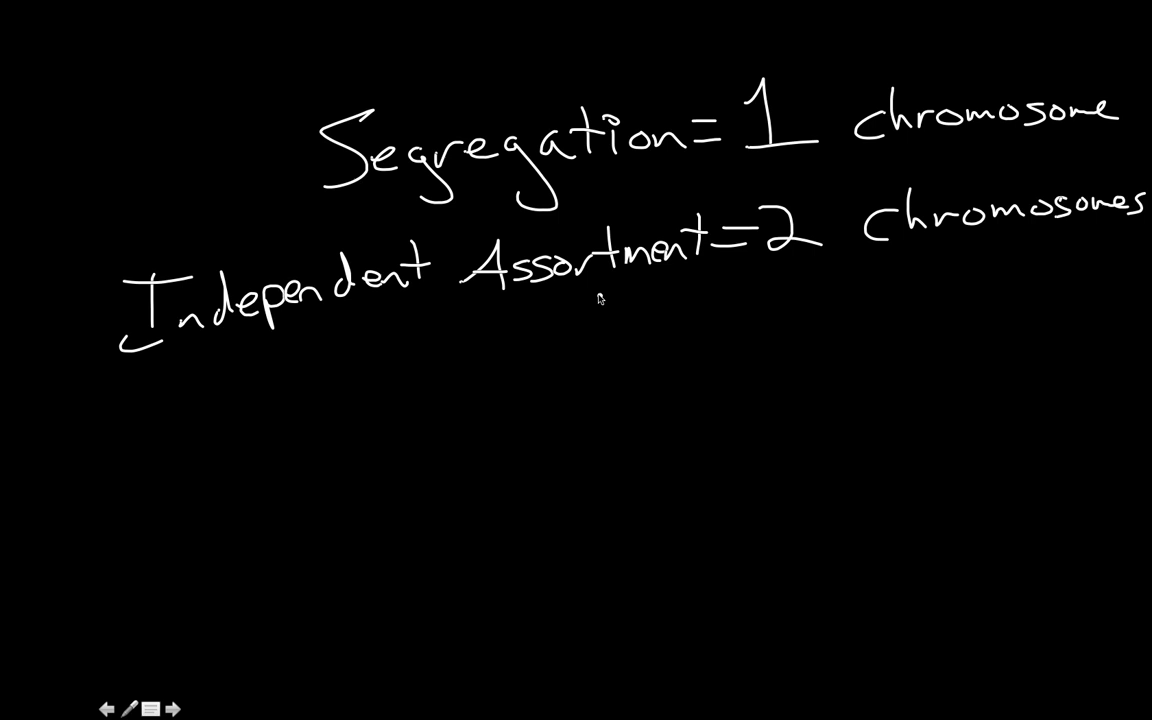 Segregation = 1 chromosome
Independent Assortment = 2 chromosomes